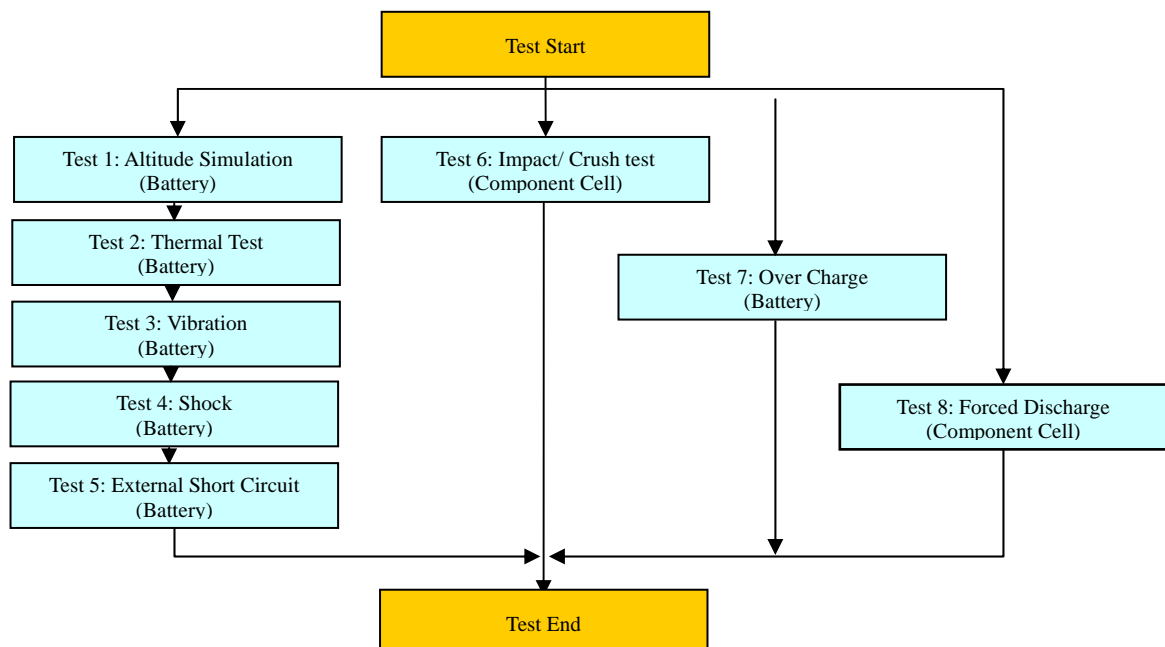 Test Start
Test 1: Altitude Simulation
(Battery)
Test 6: Impact/ Crush test
(Component Cell)
Test 2: Thermal Test
(Battery)
Test 7: Over Charge
(Battery)
Test 3: Vibration
(Battery)
Test 4: Shock
(Battery)
Test 8: Forced Discharge
(Component Cell)
Test 5: External Short Circuit
(Battery)
Test End